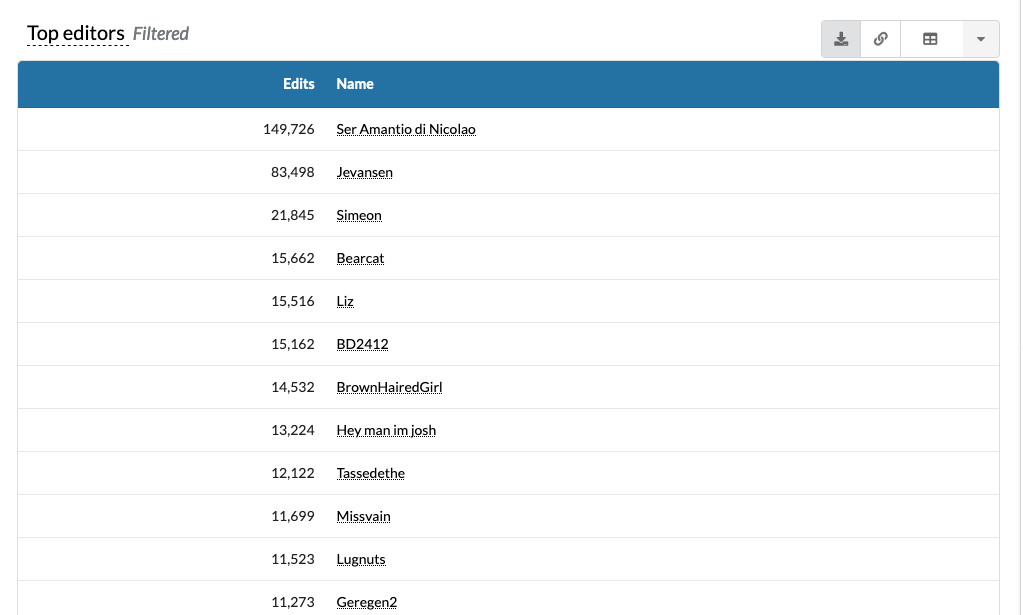 Top editors Filtered
Edits Name
149,726 Ser Amantio di Nicolao
83,498 Jevansen
21,845 Simeon
15,662 Bearcat
15,516 Liz
15,162 BD2412
14,532 BrownHairedGirl
13,224 Hey man im josh
12,122 Tassedethe
11,699 Missvain
11,523 Lugnuts
11,273 Geregen2